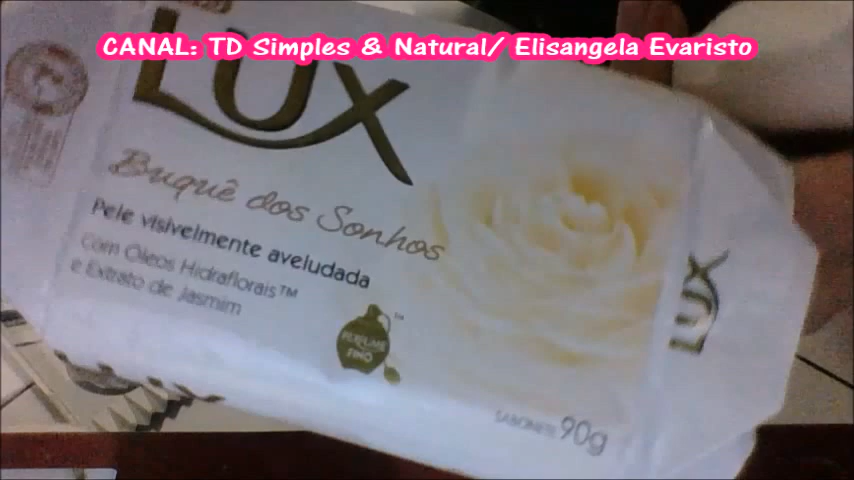 CANAL: TD Simples & Natural/ Elisangela Evaristo
LUX
Buquê dos Sonhos
Pele visivelmente aveludada
com Óleos Hidraflorais™
e Extrato de Jasmim
PERFUME
FINO
™
LUX
SABONETE 90g